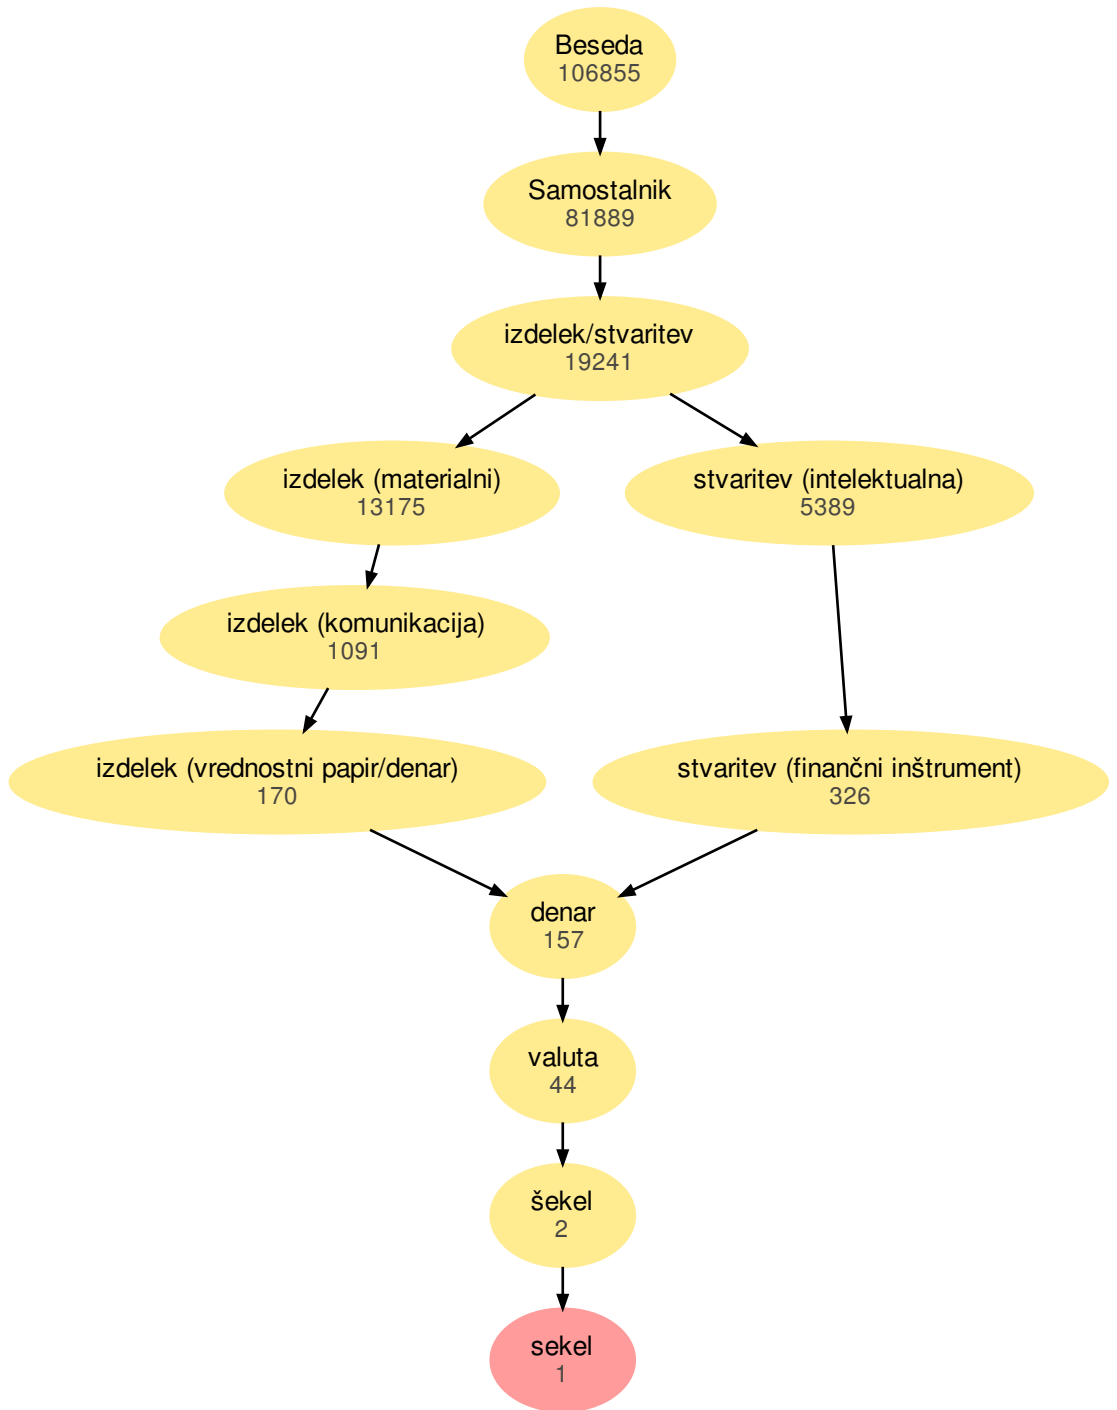 Beseda
106855
Samostalnik
81889
izdelek/stvaritev
19241
izdelek (materialni)
13175
stvaritev (intelektualna)
5389
izdelek (komunikacija)
1091
izdelek (vrednostni papir/denar)
170
stvaritev (finančni inštrument)
326
denar
157
valuta
44
šekel
2
sekel
1